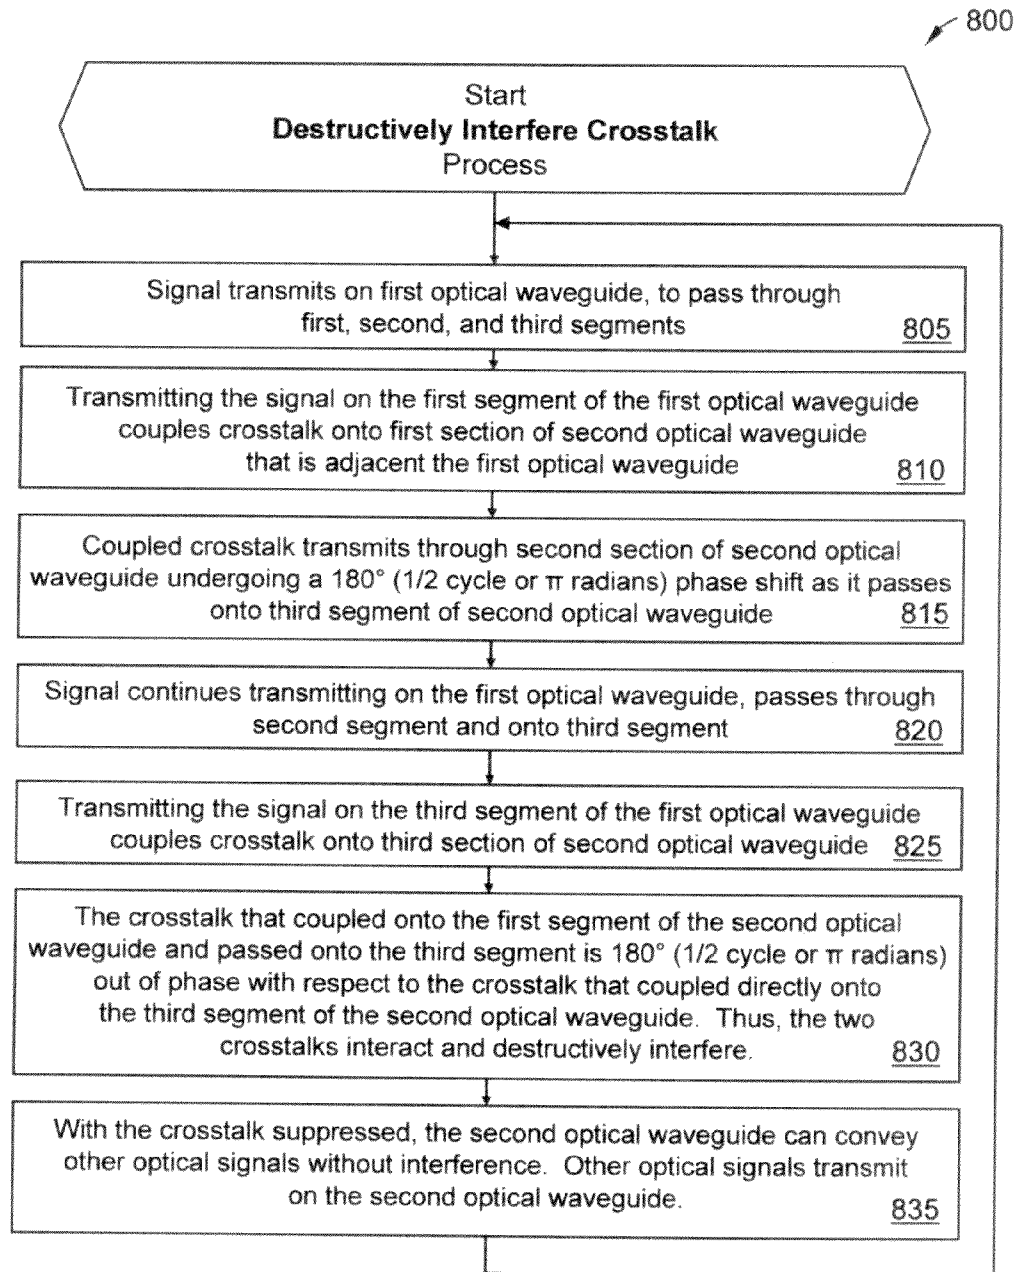 800
Start
Destructively Interfere Crosstalk
Process
Signal transmits on first optical waveguide, to pass through
first, second, and third segments
805
Transmitting the signal on the first segment of the first optical waveguide
couples crosstalk onto first section of second optical waveguide
that is adjacent the first optical waveguide
810
Coupled crosstalk transmits through second section of second optical
waveguide undergoing a 180° (1/2 cycle or π radians) phase shift as it passes
onto third segment of second optical waveguide
815
Signal continues transmitting on the first optical waveguide, passes through
second segment and onto third segment
820
Transmitting the signal on the third segment of the first optical waveguide
couples crosstalk onto third section of second optical waveguide 825
The crosstalk that coupled onto the first segment of the second optical
waveguide and passed onto the third segment is 180° (1/2 cycle or π radians)
out of phase with respect to the crosstalk that coupled directly onto
the third segment of the second optical waveguide. Thus, the two
crosstalks interact and destructively interfere.
830
With the crosstalk suppressed, the second optical waveguide can convey
other optical signals without interference. Other optical signals transmit
on the second optical waveguide.
835